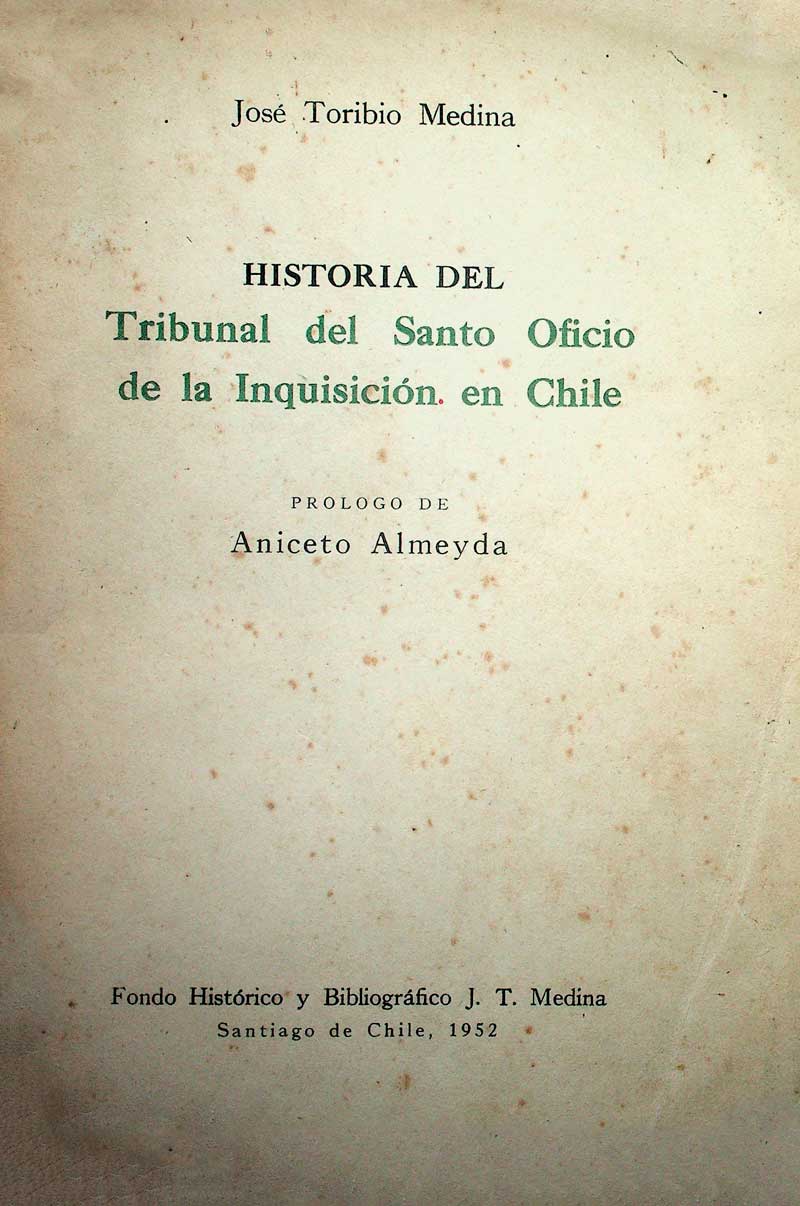 José Toribio Medina
HISTORIA DEL
Tribunal del Santo Oficio
de la Inquisición. en Chile
PROLOGO DE
Aniceto Almeyda
Fondo Histórico y Bibliográfico J. T. Medina
Santiago de Chile, 1952